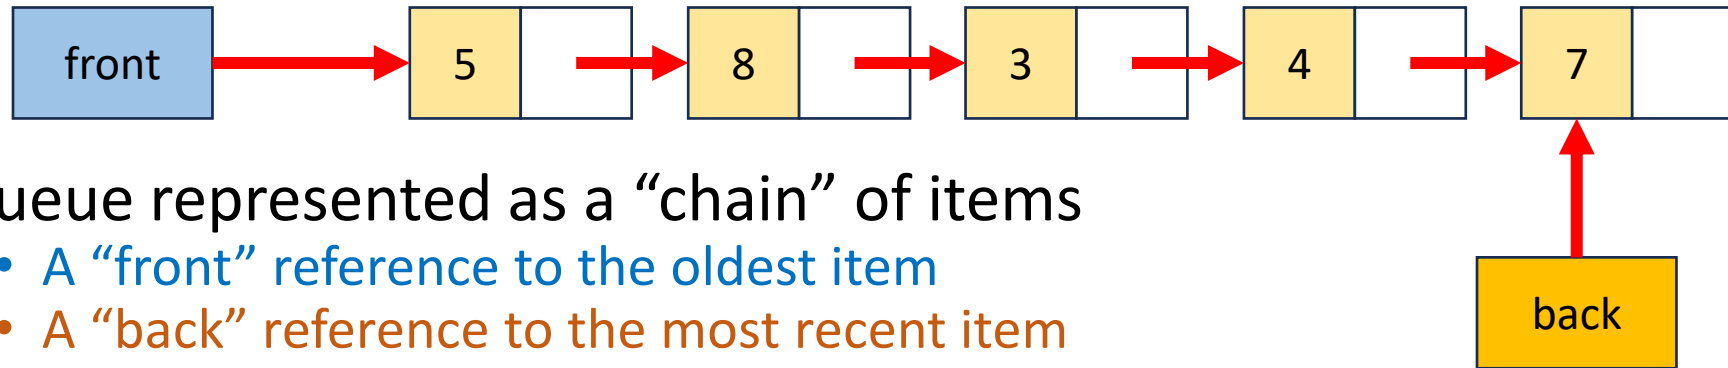 front 5 8 3 4 7
ueue represented as a “chain” of items
• A “front” reference to the oldest item
• A “back” reference to the most recent item
back